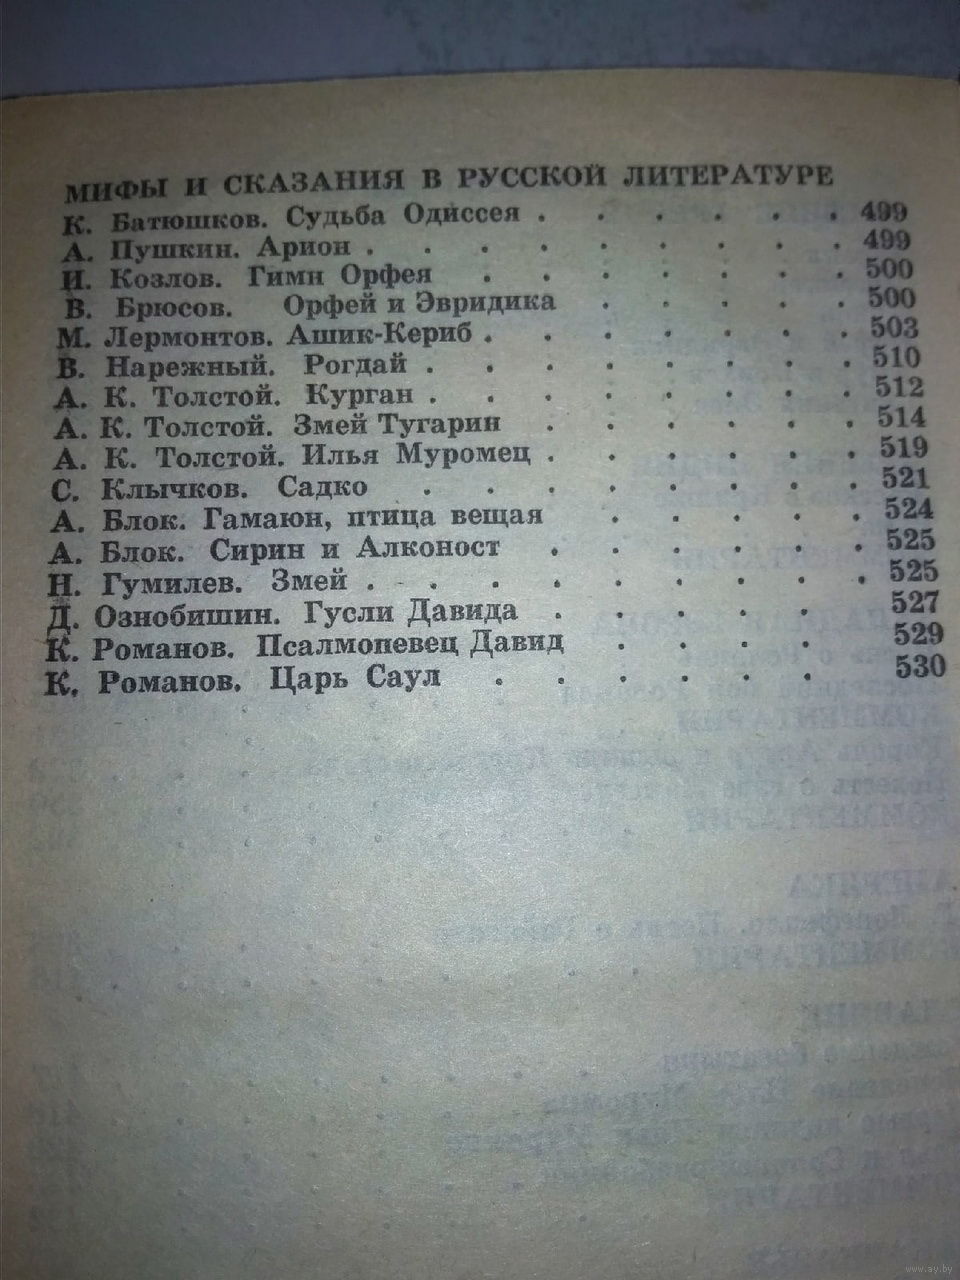 МИФЫ И СКАЗАНИЯ В РУССКОЙ ЛИТЕРАТУРЕ
К. Батюшков. Судьба Одиссея . . . . . . 499
А. Пушкин. Арион . . . . . . . . . 499
И. Козлов. Гимн Орфея . . . . . . . 500
В. Брюсов. Орфей и Эвридика . . . . . 500
М. Лермонтов. Ашик-Кериб . . . . . . . 503
В. Нарежный. Рогдай . . . . . . . . 510
А. К. Толстой. Курган . . . . . . . . 512
А. К. Толстой. Змей Тугарин . . . . . . 514
А. К. Толстой. Илья Муромец . . . . . . 519
С. Клычков. Садко . . . . . . . . 521
А. Блок. Гамаюн, птица вещая . . . . . 524
А. Блок. Сирин и Алконост . . . . . . 525
Н. Гумилев. Змей . . . . . . . . . 525
Д. Ознобишин. Гусли Давида . . . . . 527
К. Романов. Псалмопевец Давид . . . . 529
К. Романов. Царь Саул . . . . . . 530
www.ay.by